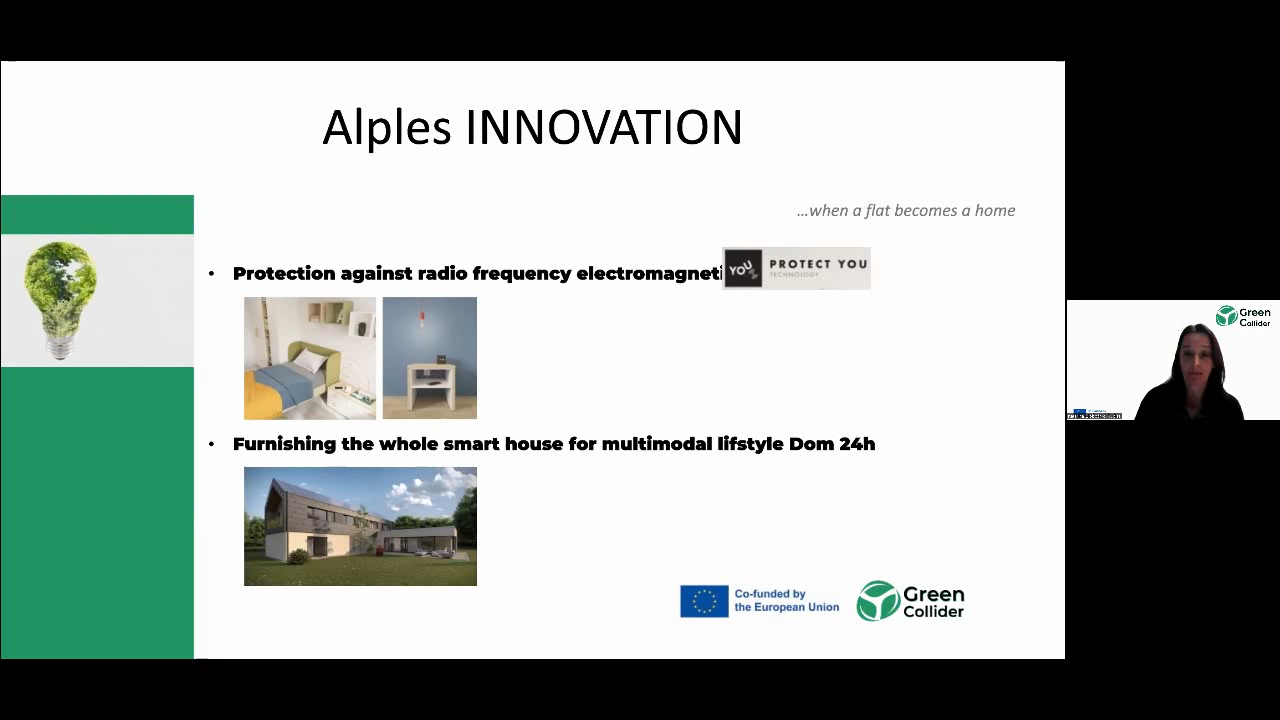 Alples INNOVATION
...when a flat becomes a home
• Protection against radio frequency electromagneti
YOU PROTECT YOU
TECHNOLOGY
• Furnishing the whole smart house for multimodal lifstyle Dom 24h
Co-funded by
the European Union
Green
Collider
Green
Collider